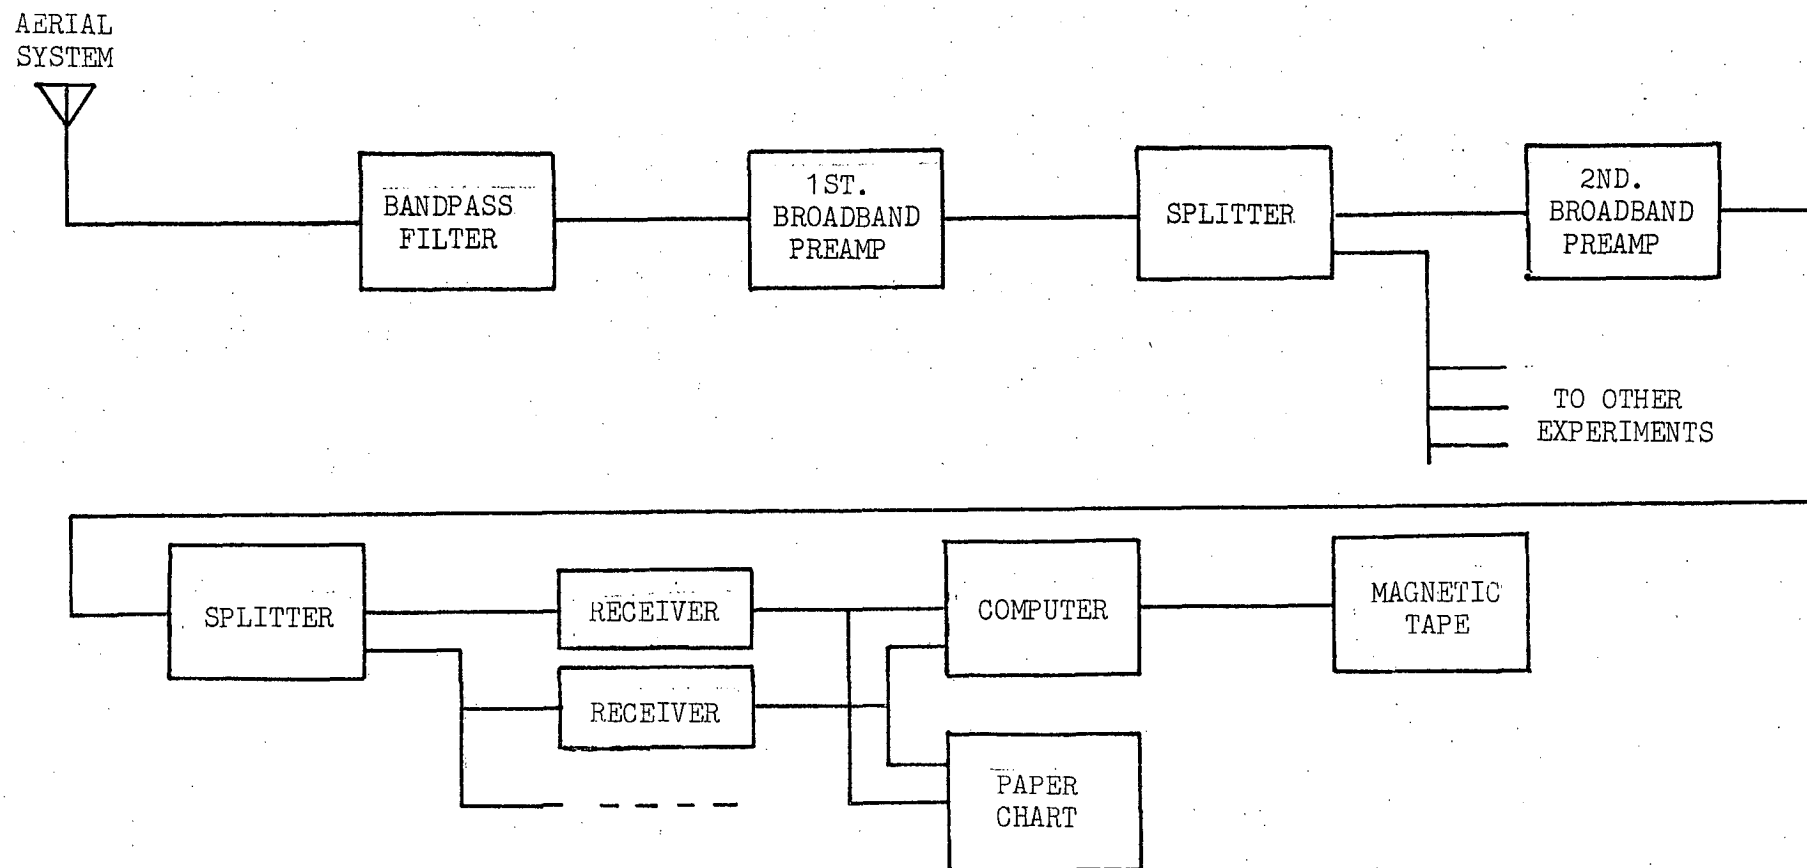 AERIAL
SYSTEM
BANDPASS
FILTER
1ST.
BROADBAND
PREAMP
SPLITTER
2ND.
BROADBAND
PREAMP
TO OTHER
EXPERIMENTS
SPLITTER
RECEIVER
RECEIVER
COMPUTER
MAGNETIC
TAPE
PAPER
CHART